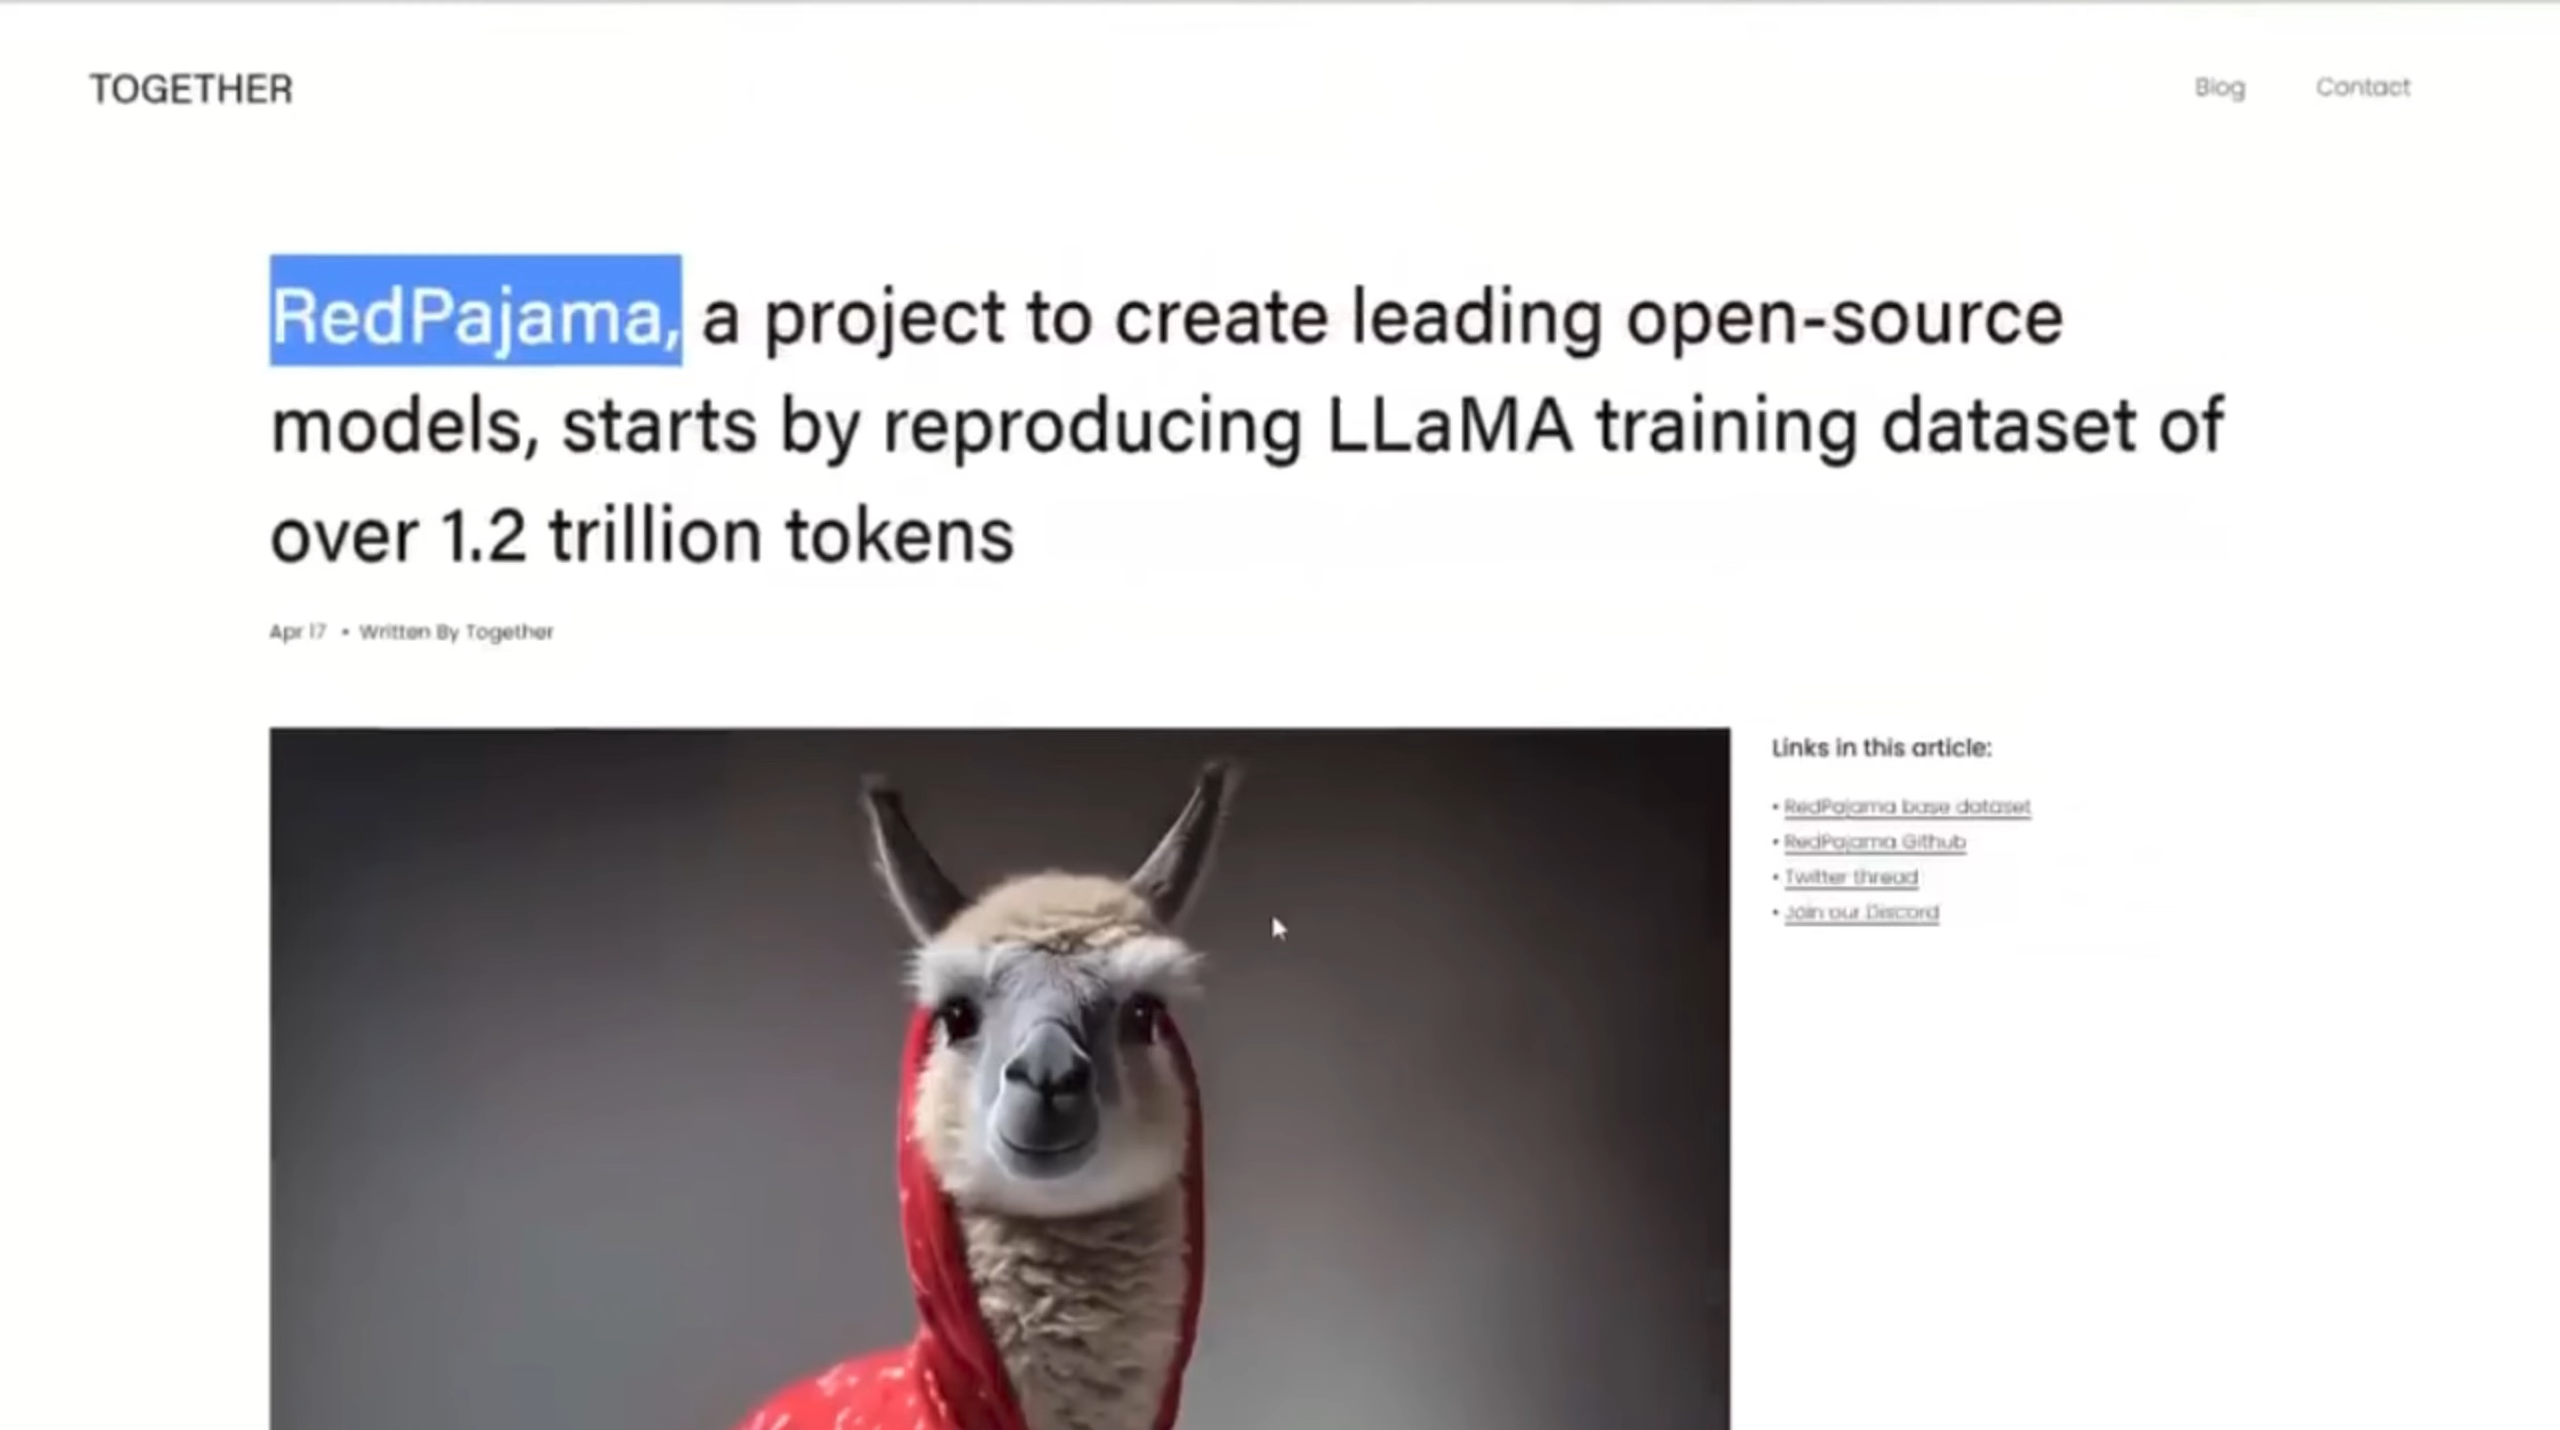 TOGETHER
Blog
Contact
RedPajama, a project to create leading open-source
models, starts by reproducing LLaMA training dataset of
over 1.2 trillion tokens
Apr 17 • Written By Together
Links in this article:
• RedPajama base dataset
• RedPajama Github
• Twitter thread
• Join our Discord